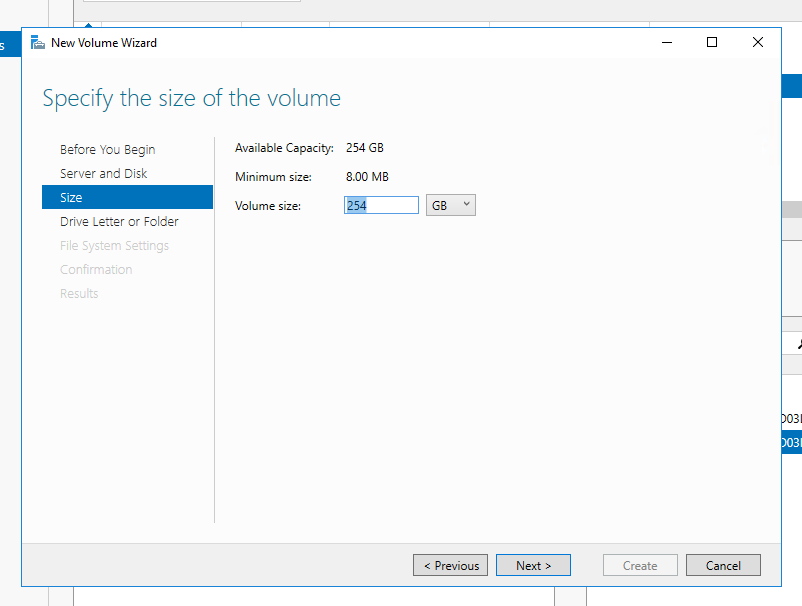 New Volume Wizard
Specify the size of the volume
Before You Begin
Server and Disk
Size
Drive Letter or Folder
File System Settings
Confirmation
Results
Available Capacity: 254 GB
Minimum size: 8.00 MB
Volume size: 254 GB
< Previous
Next >
Create
Cancel